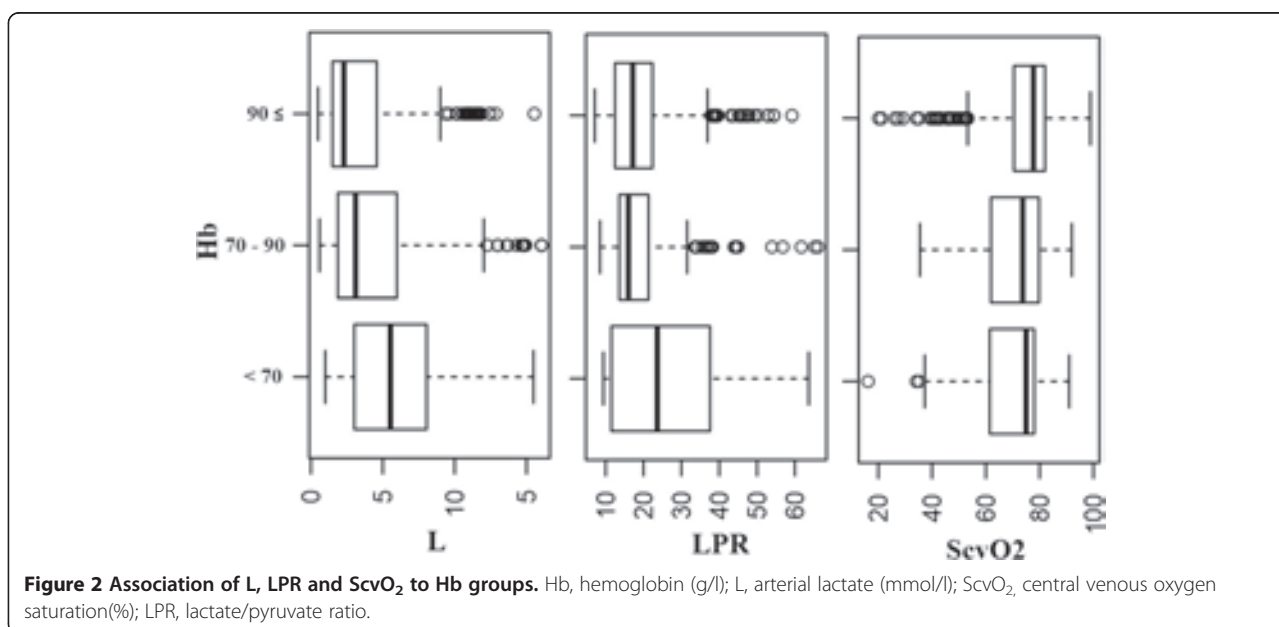 Hb
90 ≤
70 - 90
< 70
0 5 10 5
L
10 20 30 40 50 60
LPR
20 40 60 80 100
ScvO2
Figure 2 Association of L, LPR and ScvO₂ to Hb groups. Hb, hemoglobin (g/l); L, arterial lactate (mmol/l); ScvO₂, central venous oxygen
saturation(%); LPR, lactate/pyruvate ratio.